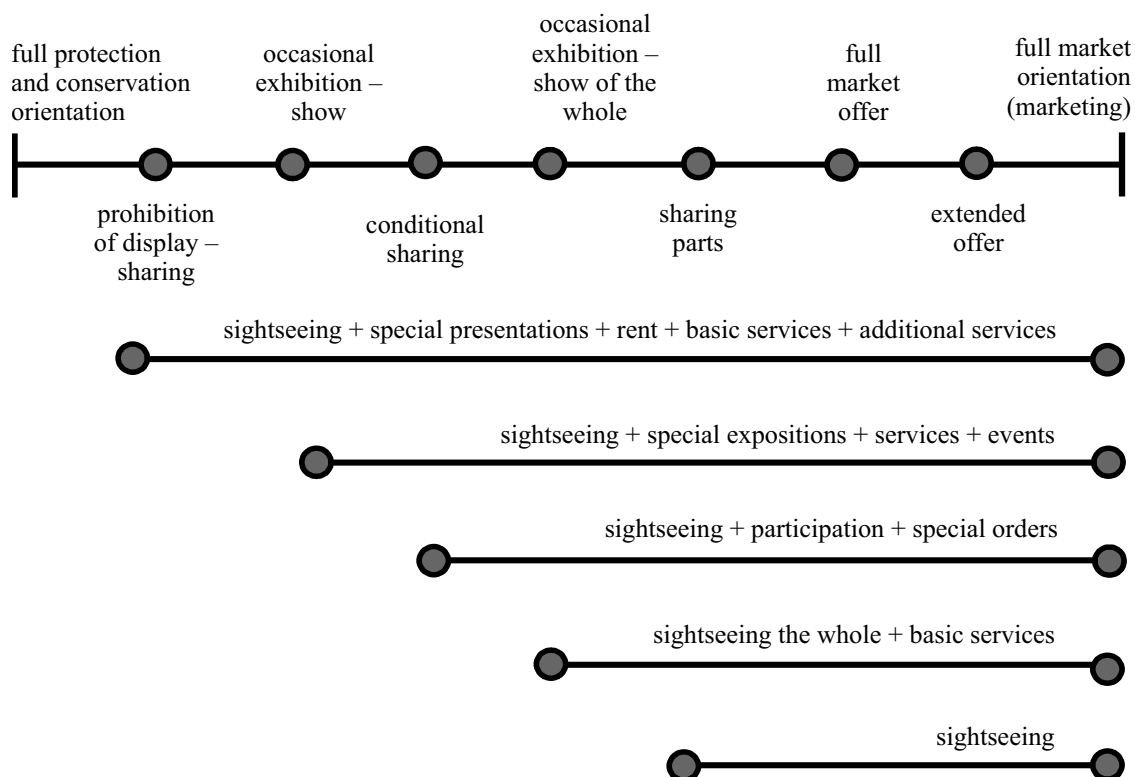 full protection
and conservation
orientation
occasional
exhibition –
show
occasional
exhibition –
show of the
whole
full
market
offer
full market
orientation
(marketing)
prohibition
of display –
sharing
conditional
sharing
sharing
parts
extended
offer
sightseeing + special presentations + rent + basic services + additional services
sightseeing + special expositions + services + events
sightseeing + participation + special orders
sightseeing the whole + basic services
sightseeing